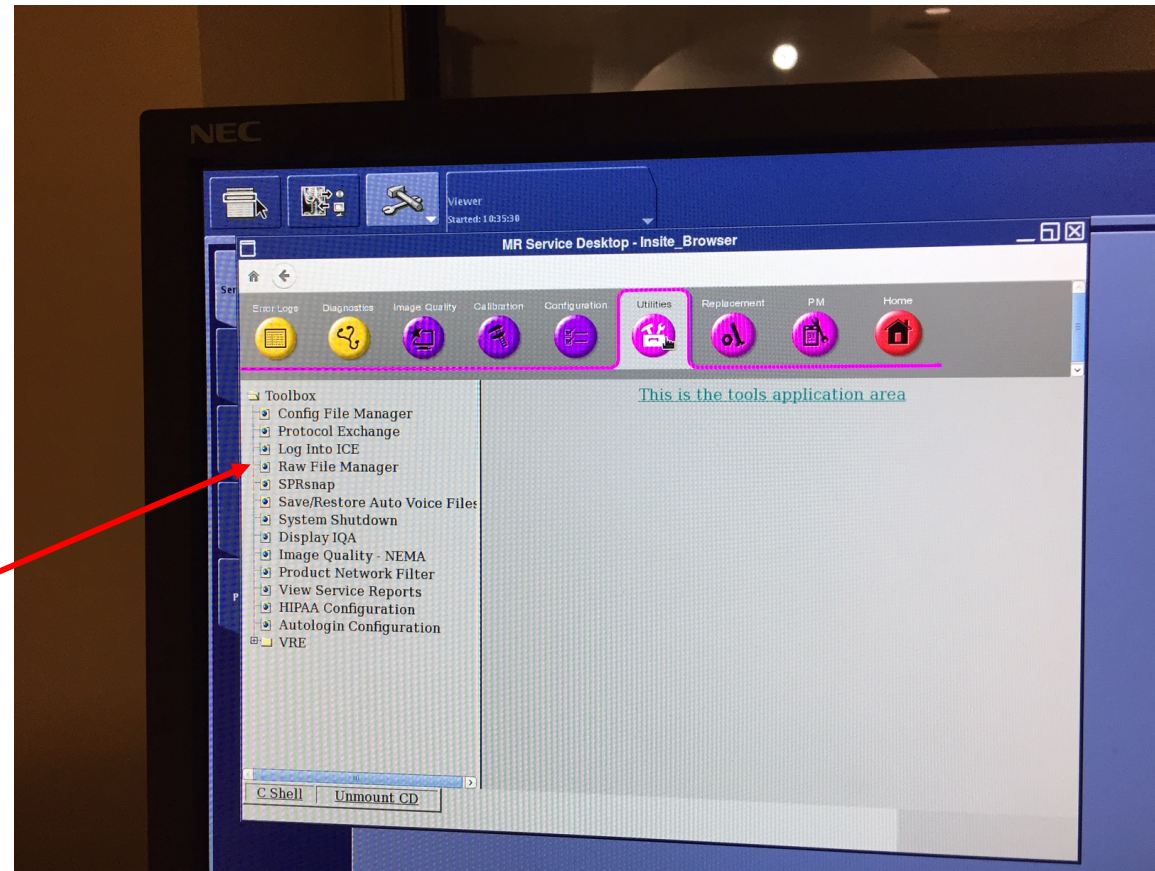 NEC
Viewer
Started: 10:35:30
MR Service Desktop - Insite_Browser
Ser
Error Logs Diagnostics Image Quality Calibration Configuration Utilities Replacement PM Home
Toolbox
This is the tools application area
Config File Manager
Protocol Exchange
Log Into ICE
Raw File Manager
SPRsnap
Save/Restore Auto Voice Files
System Shutdown
Display IQA
Image Quality - NEMA
Product Network Filter
View Service Reports
P
HIPAA Configuration
Autologin Configuration
VRE
C Shell Unmount CD